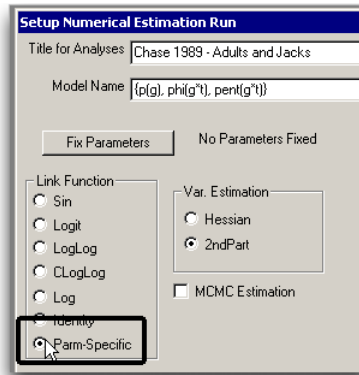 Setup Numerical Estimation Run
Title for Analyses Chase 1989 - Adults and Jacks
Model Name {p(g), phi(g*t), pent(g*t)}
Fix Parameters No Parameters Fixed
Link Function
Sin
Logit
LogLog
CLogLog
Log
Identity
Parm-Specific
Var. Estimation
Hessian
2ndPart
MCMC Estimation